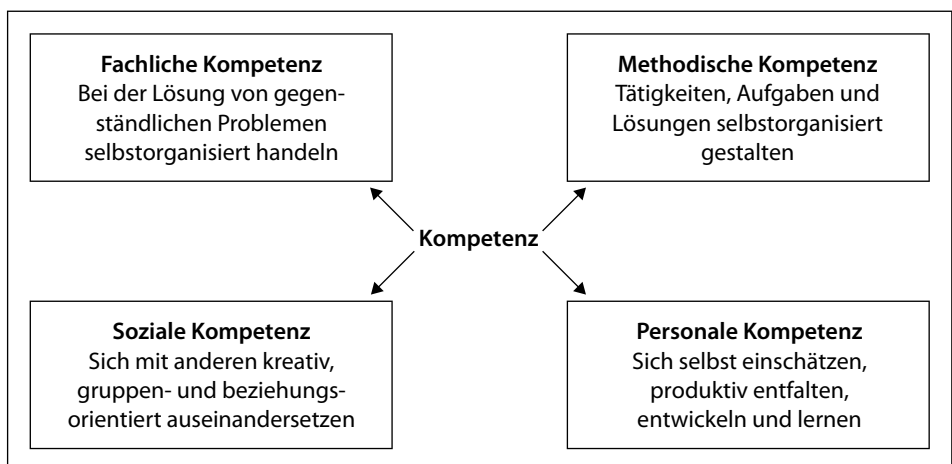 Fachliche Kompetenz
Bei der Lösung von gegen-
ständlichen Problemen
selbstorganisiert handeln
Methodische Kompetenz
Tätigkeiten, Aufgaben und
Lösungen selbstorganisiert
gestalten
Kompetenz
Soziale Kompetenz
Sich mit anderen kreativ,
gruppen- und beziehungs-
orientiert auseinandersetzen
Personale Kompetenz
Sich selbst einschätzen,
produktiv entfalten,
entwickeln und lernen